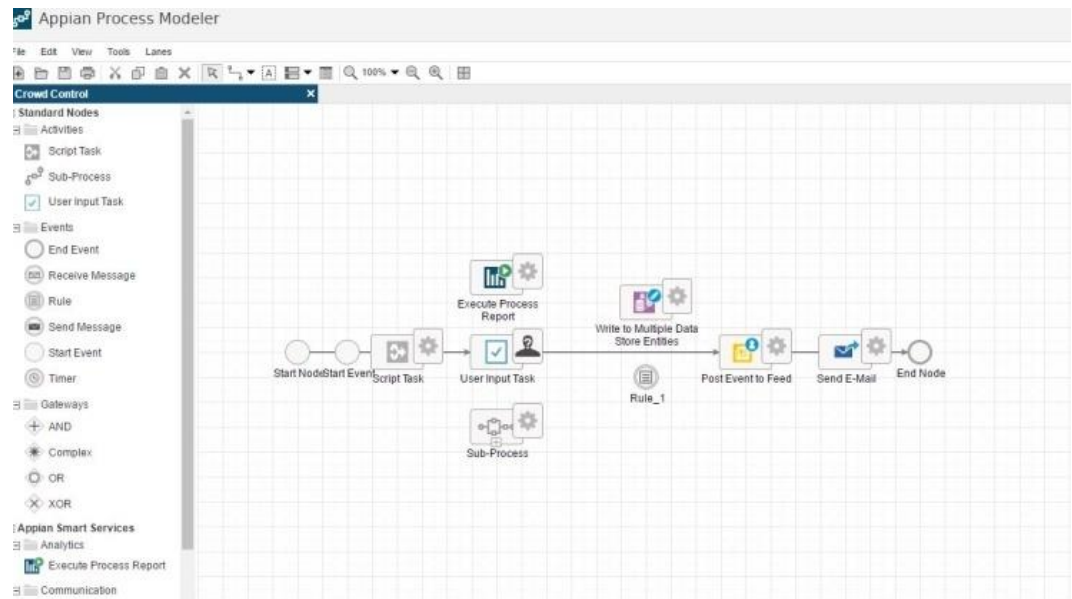 Appian Process Modeler
File Edit View Tools Lanes
100%
Crowd Control
Standard Nodes
Activities
Script Task
Sub-Process
User Input Task
Events
End Event
Receive Message
Rule
Send Message
Start Event
Timer
Gateways
AND
Complex
OR
XOR
Appian Smart Services
Analytics
Execute Process Report
Communication
Execute Process
Report
Write to Multiple Data
Store Entities
Start Node
Start Event
Script Task
User Input Task
Rule_1
Post Event to Feed
Send E-Mail
End Node
Sub-Process